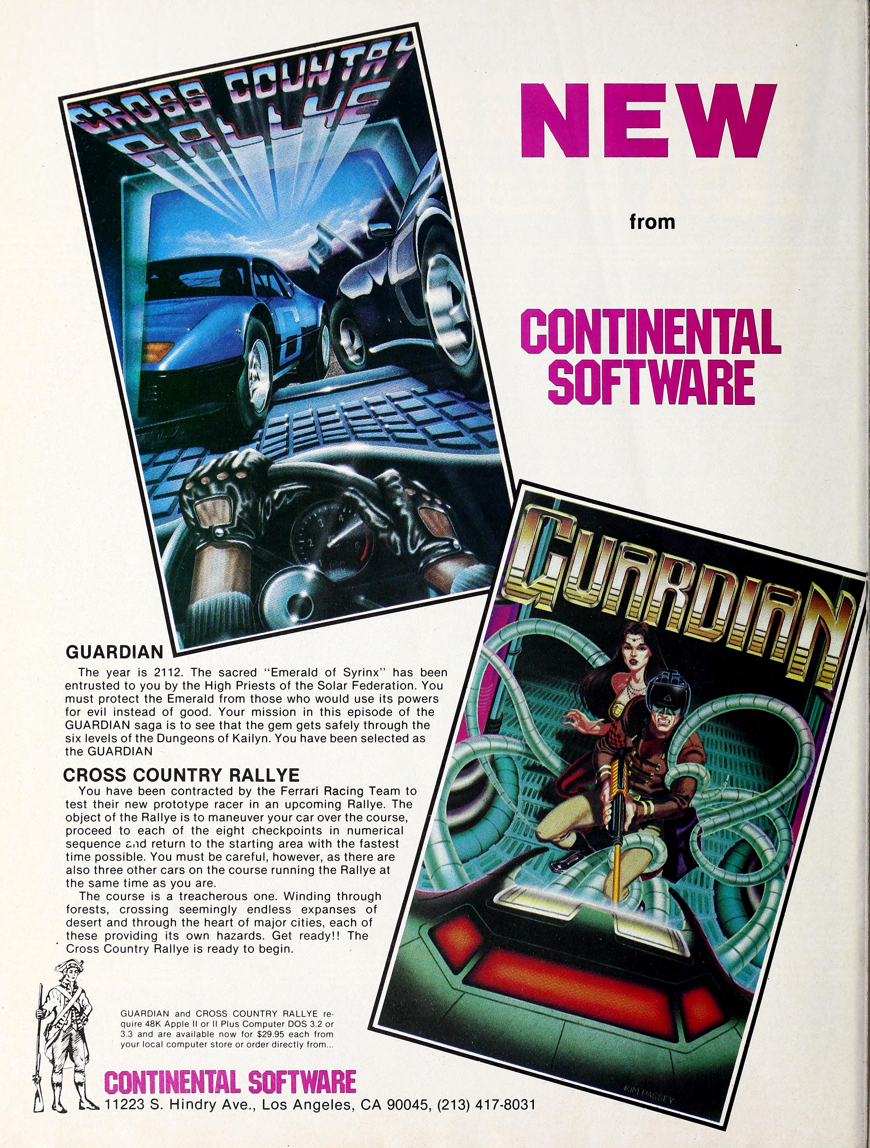 CROSS COUNTRY
RALLYE
NEW
from
CONTINENTAL
SOFTWARE
GUARDIAN
GUARDIAN
The year is 2112. The sacred "Emerald of Syrinx" has been
entrusted to you by the High Priests of the Solar Federation. You
must protect the Emerald from those who would use its powers
for evil instead of good. Your mission in this episode of the
GUARDIAN saga is to see that the gem gets safely through the
six levels of the Dungeons of Kailyn. You have been selected as
the GUARDIAN
CROSS COUNTRY RALLYE
You have been contracted by the Ferrari Racing Team to
test their new prototype racer in an upcoming Rallye. The
object of the Rallye is to maneuver your car over the course,
proceed to each of the eight checkpoints in numerical
sequence and return to the starting area with the fastest
time possible. You must be careful, however, as there are
also three other cars on the course running the Rallye at
the same time as you are.
The course is a treacherous one. Winding through
forests, crossing seemingly endless expanses of
desert and through the heart of major cities, each of
these providing its own hazards. Get ready!! The
Cross Country Rallye is ready to begin.
GUARDIAN and CROSS COUNTRY RALLYE re-
quire 48K Apple II or II Plus Computer DOS 3.2 or
3.3 and are available now for $29.95 each from
your local computer store or order directly from...
CONTINENTAL SOFTWARE
11223 S. Hindry Ave., Los Angeles, CA 90045, (213) 417-8031
KIM PASSEY